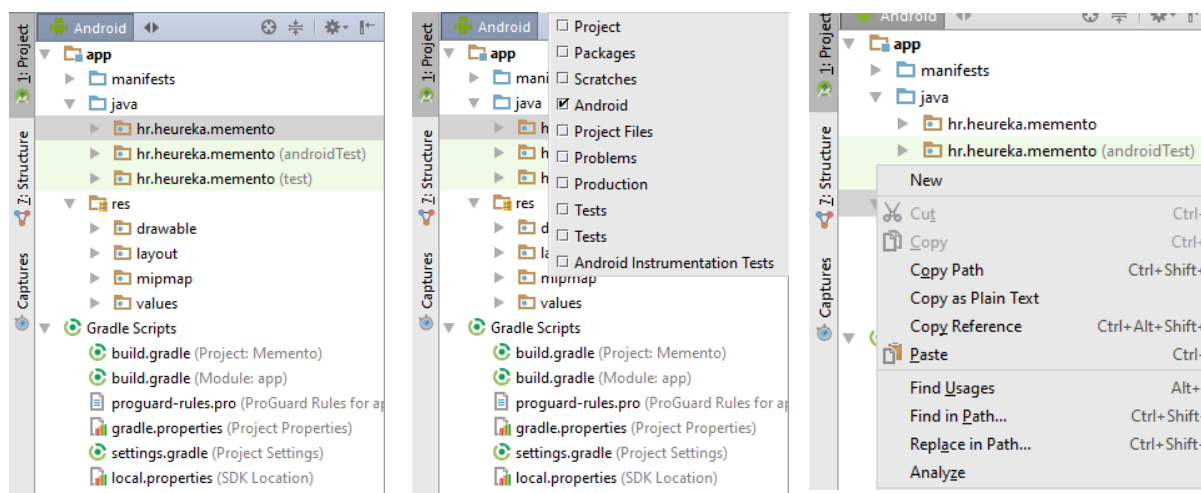 1: Project
7: Structure
Captures
Android
app
manifests
java
hr.heureka.memento
hr.heureka.memento (androidTest)
hr.heureka.memento (test)
res
drawable
layout
mipmap
values
Gradle Scripts
build.gradle (Project: Memento)
build.gradle (Module: app)
proguard-rules.pro (ProGuard Rules for ap
gradle.properties (Project Properties)
settings.gradle (Project Settings)
local.properties (SDK Location)
1: Project
7: Structure
Captures
Android
app
mani
java
h
h
h
res
d
la
mipmap
values
Gradle Scripts
build.gradle (Project: Memento)
build.gradle (Module: app)
proguard-rules.pro (ProGuard Rules for ap
gradle.properties (Project Properties)
settings.gradle (Project Settings)
local.properties (SDK Location)
Project
Packages
Scratches
Android
Project Files
Problems
Production
Tests
Tests
Android Instrumentation Tests
1: Project
7: Structure
Captures
Android
app
manifests
java
hr.heureka.memento
hr.heureka.memento (androidTest)
New
Cut Ctrl+
Copy Ctrl+
Copy Path Ctrl+Shift+
Copy as Plain Text
Copy Reference Ctrl+Alt+Shift+
Paste Ctrl+
Find Usages Alt+
Find in Path... Ctrl+Shift+
Replace in Path... Ctrl+Shift+
Analyze